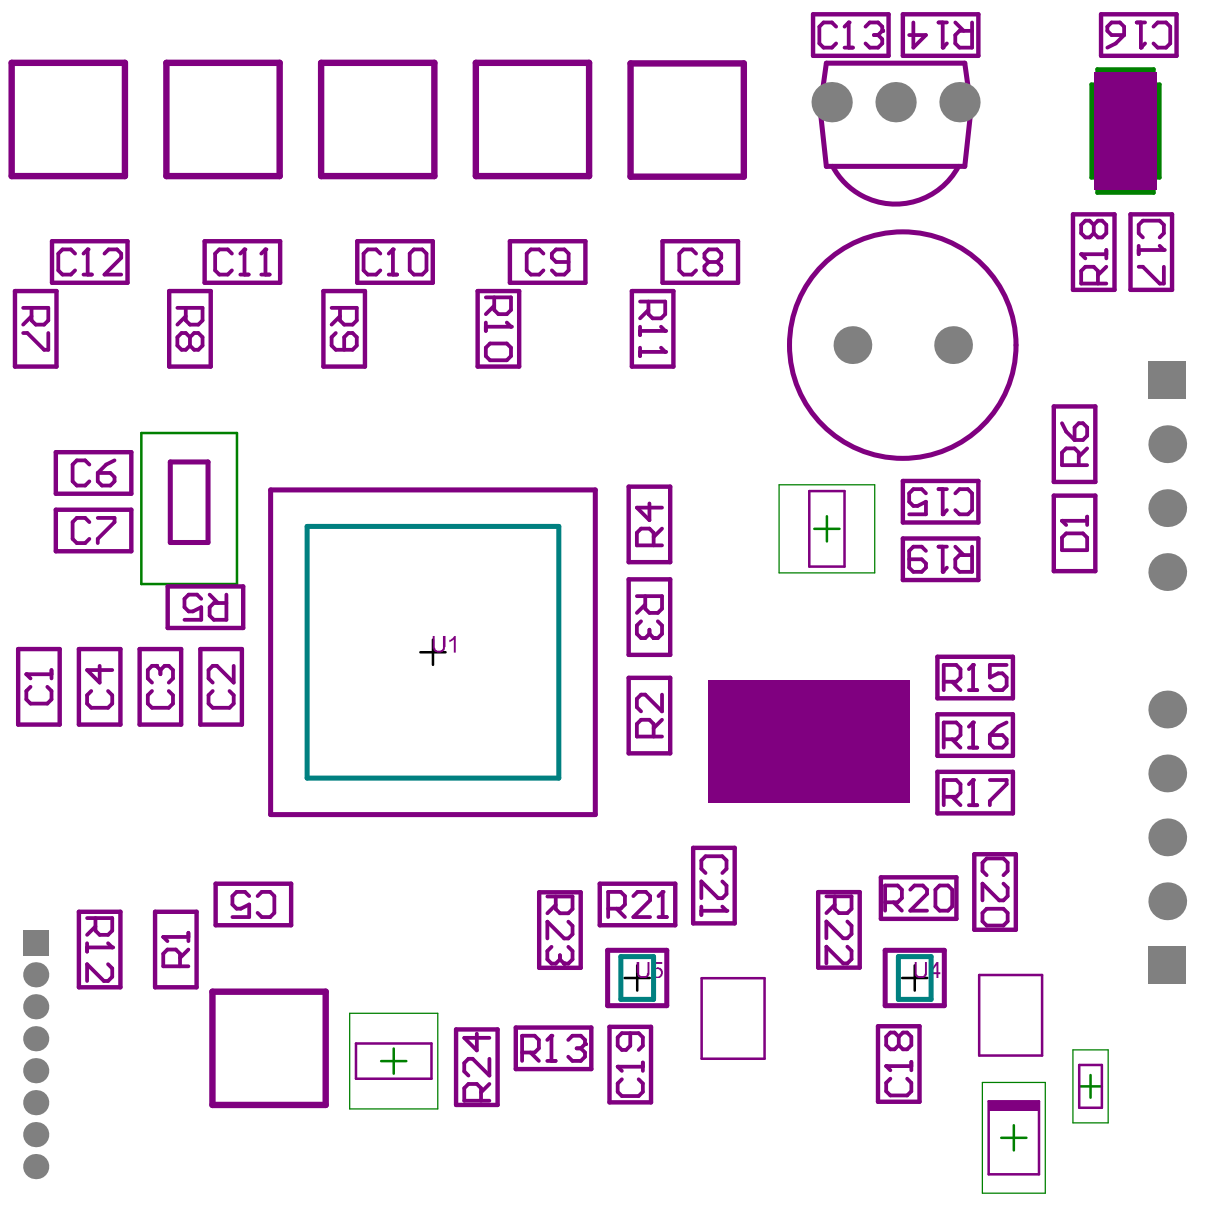 C13 R14 C16
C12 C11 C10 C9 C8
R18 C17
R7 R8 R9 R10 R11
R6
C6
C7
R4 C15
R19 D1
R5
R3
U1
C1 C4 C3 C2
R2
R15
R16
R17
C21
C5 R21 R20 C20
R12 R1 R23 R22
U5 U4
R24 R13 C19 C18